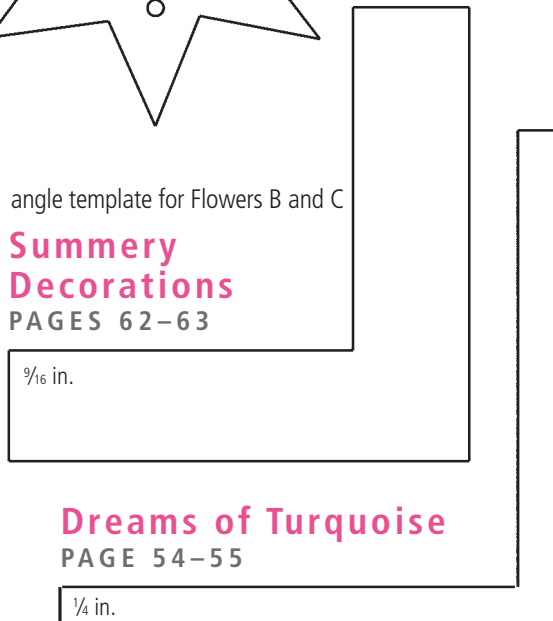 angle template for Flowers B and C
Summery
Decorations
PAGES 62–63
9/16 in.
Dreams of Turquoise
PAGE 54–55
1/4 in.